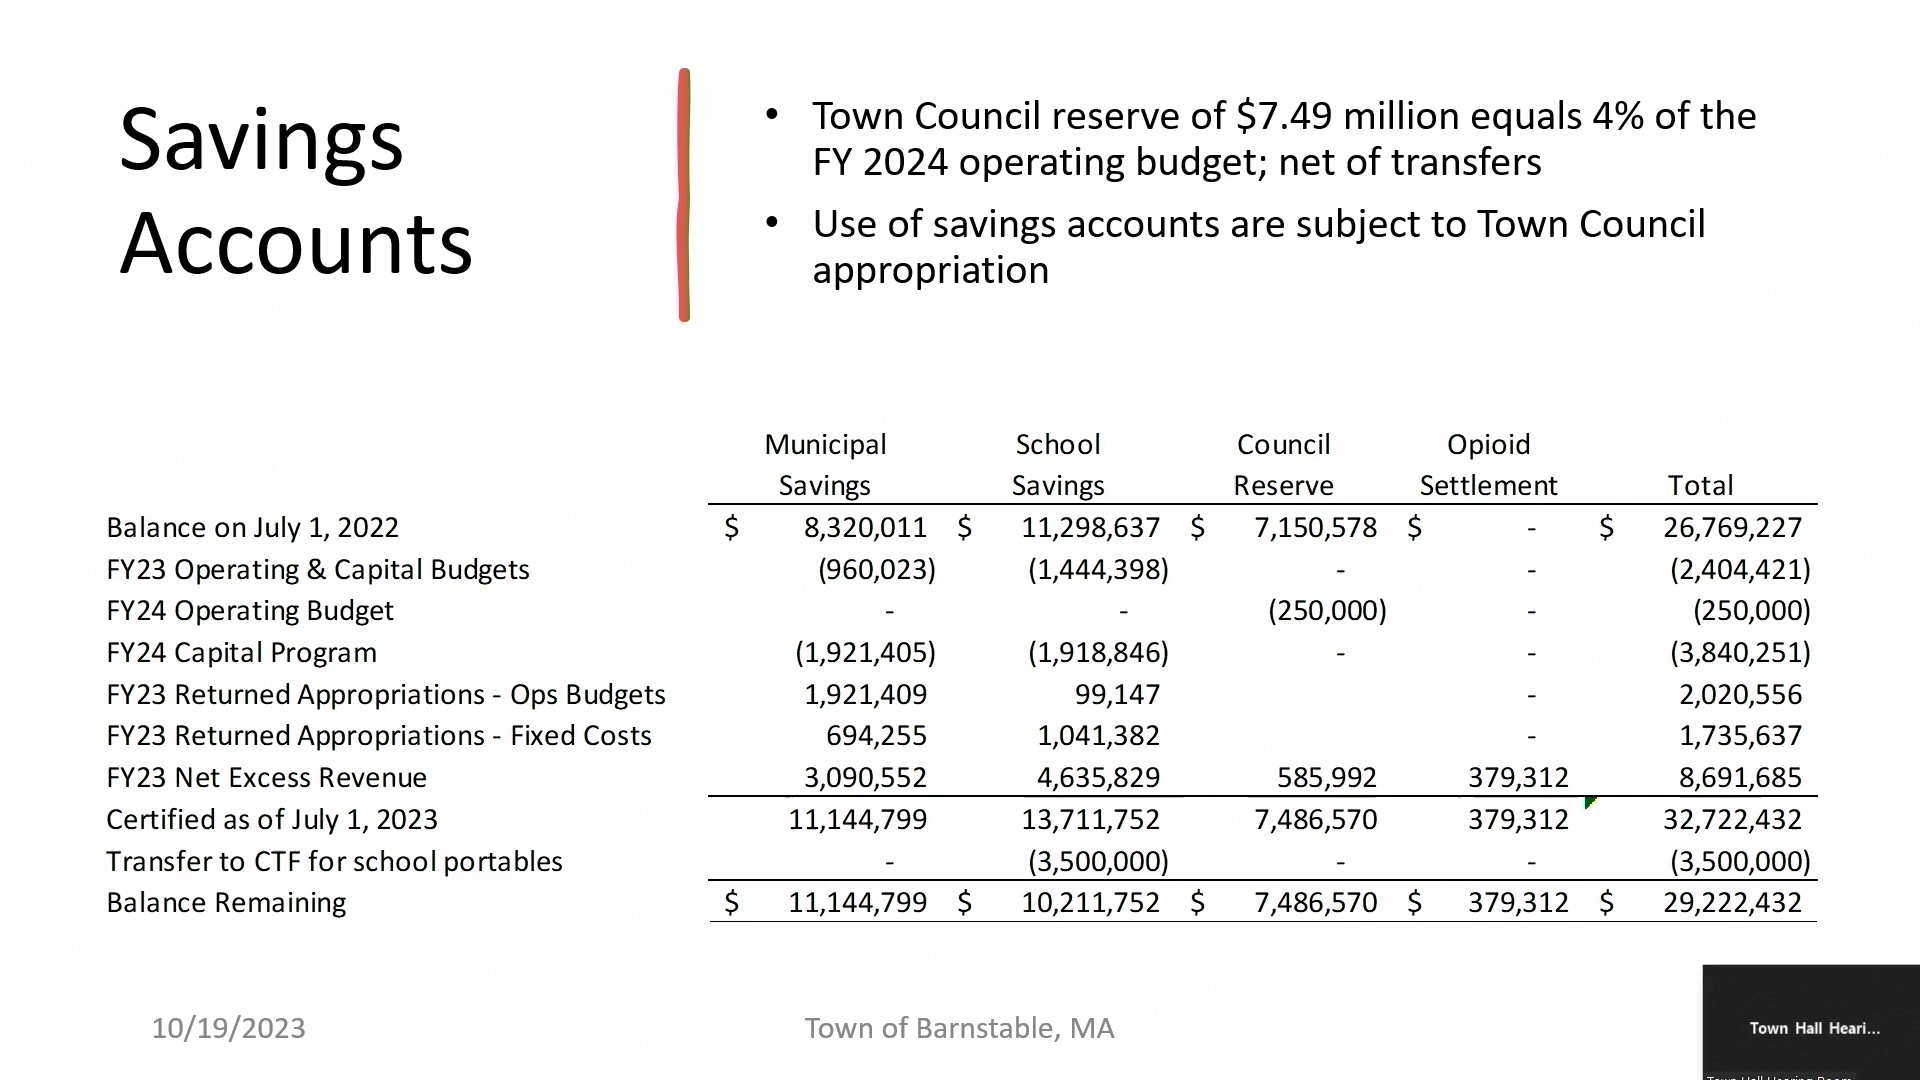 Savings
Accounts
• Town Council reserve of $7.49 million equals 4% of the
FY 2024 operating budget; net of transfers
• Use of savings accounts are subject to Town Council
appropriation
Municipal School Council Opioid
Savings Savings Reserve Settlement Total
Balance on July 1, 2022 $ 8,320,011 $ 11,298,637 $ 7,150,578 $ - $ 26,769,227
FY23 Operating & Capital Budgets (960,023) (1,444,398) - - (2,404,421)
FY24 Operating Budget - - (250,000) - (250,000)
FY24 Capital Program (1,921,405) (1,918,846) - - (3,840,251)
FY23 Returned Appropriations - Ops Budgets 1,921,409 99,147 - 2,020,556
FY23 Returned Appropriations - Fixed Costs 694,255 1,041,382 - 1,735,637
FY23 Net Excess Revenue 3,090,552 4,635,829 585,992 379,312 8,691,685
Certified as of July 1, 2023 11,144,799 13,711,752 7,486,570 379,312 32,722,432
Transfer to CTF for school portables - (3,500,000) - - (3,500,000)
Balance Remaining $ 11,144,799 $ 10,211,752 $ 7,486,570 $ 379,312 $ 29,222,432
10/19/2023 Town of Barnstable, MA
Town Hall Heari...